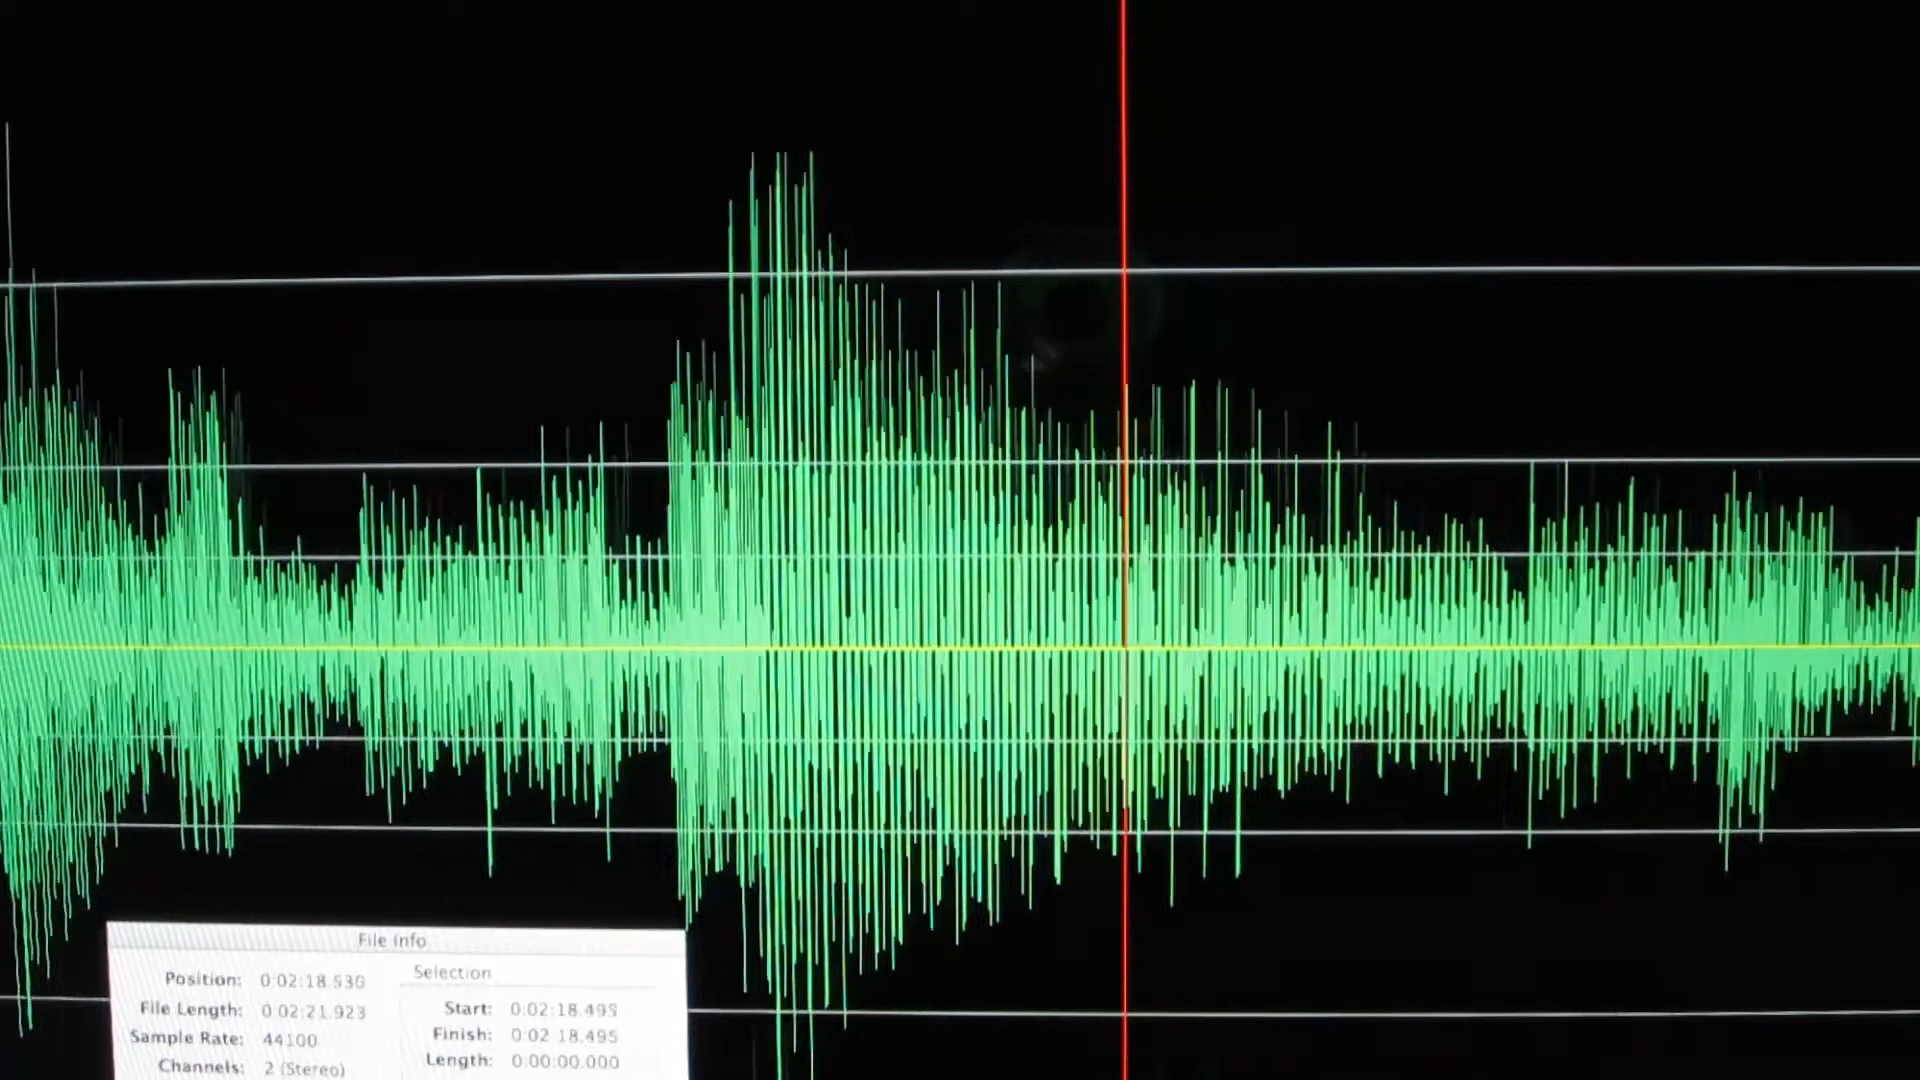 File Info
Position: 0:02:18.930
File Length: 0:02:21.923
Sample Rate: 44100
Channels: 2 (Stereo)
Selection
Start: 0:02:18.495
Finish: 0:02:18.495
Length: 0:00:00.000